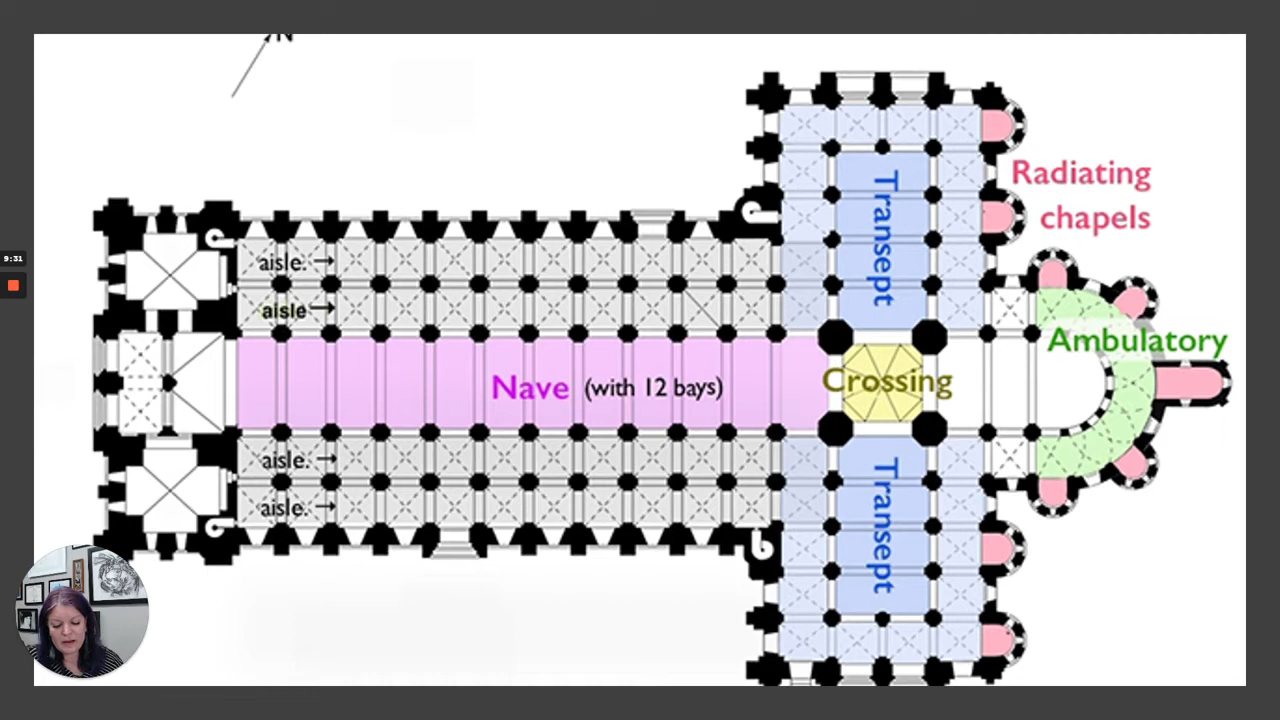 N
9:31
Radiating
chapels
Transept
aisle. →
aisle→
Ambulatory
Nave (with 12 bays)
Crossing
aisle. →
aisle. →
Transept